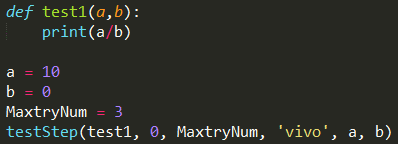 def test1(a,b):
    print(a/b)
a = 10
b = 0
MaxtryNum = 3
testStep(test1, 0, MaxtryNum, 'vivo', a, b)